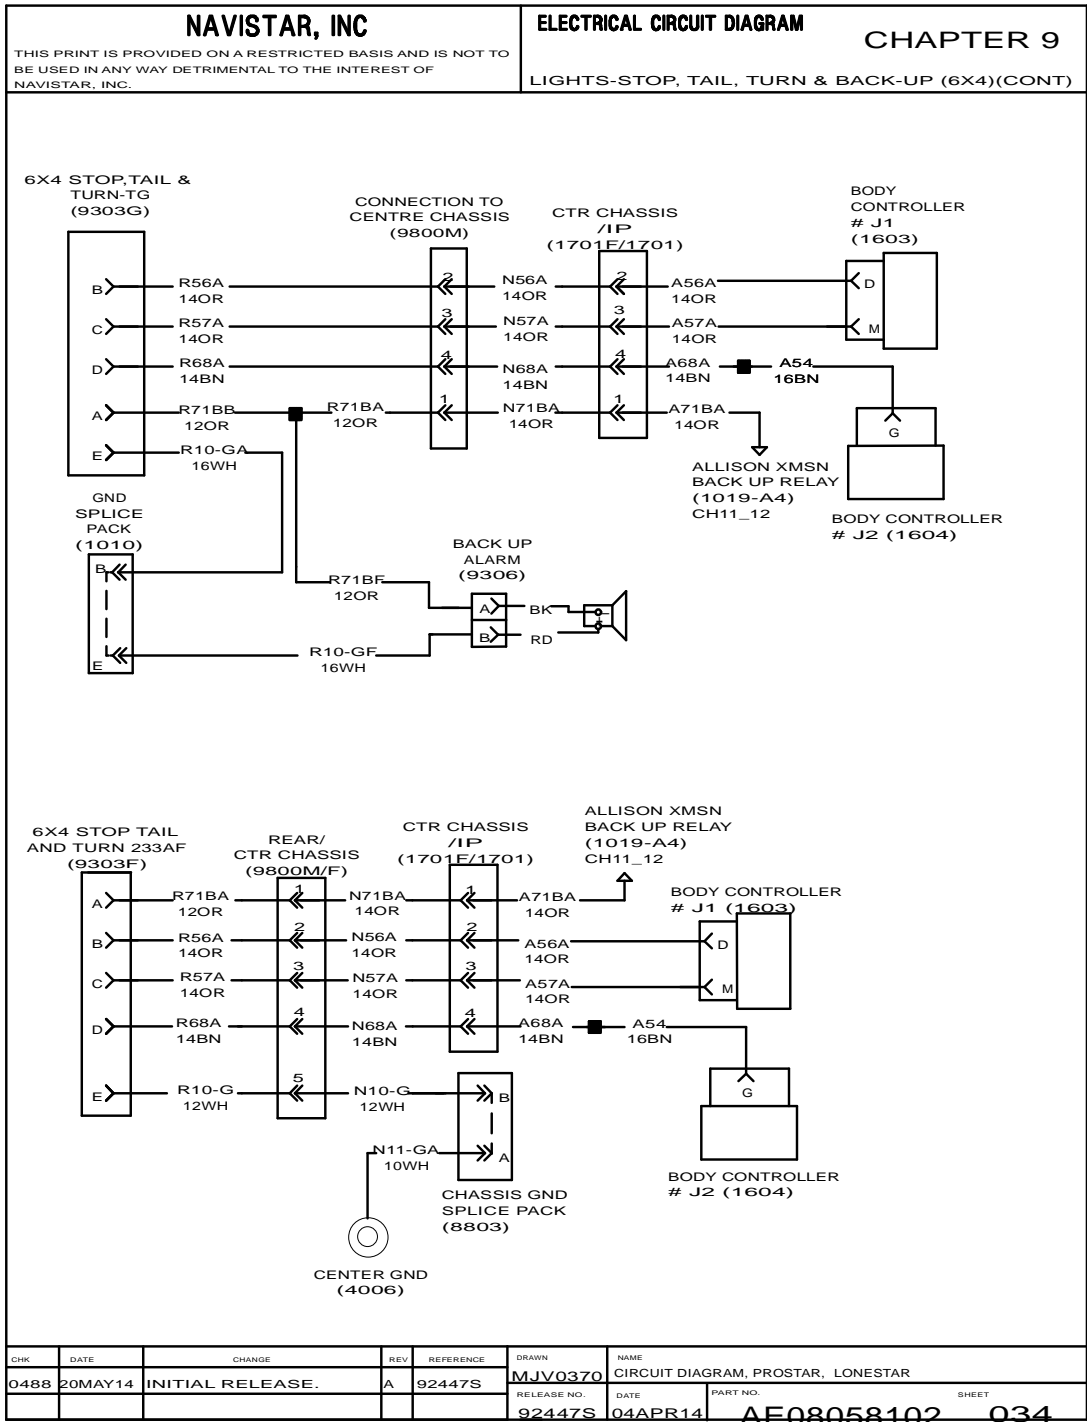 NAVISTAR, INC
THIS PRINT IS PROVIDED ON A RESTRICTED BASIS AND IS NOT TO
BE USED IN ANY WAY DETRIMENTAL TO THE INTEREST OF
NAVISTAR, INC.
ELECTRICAL CIRCUIT DIAGRAM
CHAPTER 9
LIGHTS-STOP, TAIL, TURN & BACK-UP (6X4)(CONT)
6X4 STOP,TAIL &
TURN-TG
(9303G)
CONNECTION TO
CENTRE CHASSIS
(9800M)
CTR CHASSIS
/IP
(1701F/1701)
BODY
CONTROLLER
# J1
(1603)
B R56A 2 N56A 2 A56A D
14OR 14OR 14OR
C R57A 3 N57A 3 A57A M
14OR 14OR 14OR
D R68A 4 N68A 4 A68A A54
14BN 14BN 14BN 16BN
A R71BB R71BA 1 N71BA 1 A71BA G
12OR 12OR 14OR 14OR
E R10-GA
16WH
ALLISON XMSN
BACK UP RELAY
(1019-A4)
CH11_12
BODY CONTROLLER
# J2 (1604)
GND
SPLICE
PACK
(1010)
B
E
BACK UP
ALARM
(9306)
R71BF A BK
12OR
R10-GF B RD
16WH
6X4 STOP TAIL
AND TURN 233AF
(9303F)
REAR/
CTR CHASSIS
(9800M/F)
CTR CHASSIS
/IP
(1701F/1701)
ALLISON XMSN
BACK UP RELAY
(1019-A4)
CH11_12
BODY CONTROLLER
# J1 (1603)
A R71BA 1 N71BA 1 A71BA
12OR 14OR 14OR
B R56A 2 N56A 2 A56A D
14OR 14OR 14OR
C R57A 3 N57A 3 A57A M
14OR 14OR 14OR
D R68A 4 N68A 4 A68A A54
14BN 14BN 14BN 16BN
E R10-G 5 N10-G B G
12WH 12WH
N11-GA A
10WH
CHASSIS GND
SPLICE PACK
(8803)
BODY CONTROLLER
# J2 (1604)
CENTER GND
(4006)
CHK DATE CHANGE REV REFERENCE DRAWN NAME
0488 20MAY14 INITIAL RELEASE. A 92447S MJV0370 CIRCUIT DIAGRAM, PROSTAR, LONESTAR
RELEASE NO. DATE PART NO. SHEET
92447S 04APR14 AE08058102 034